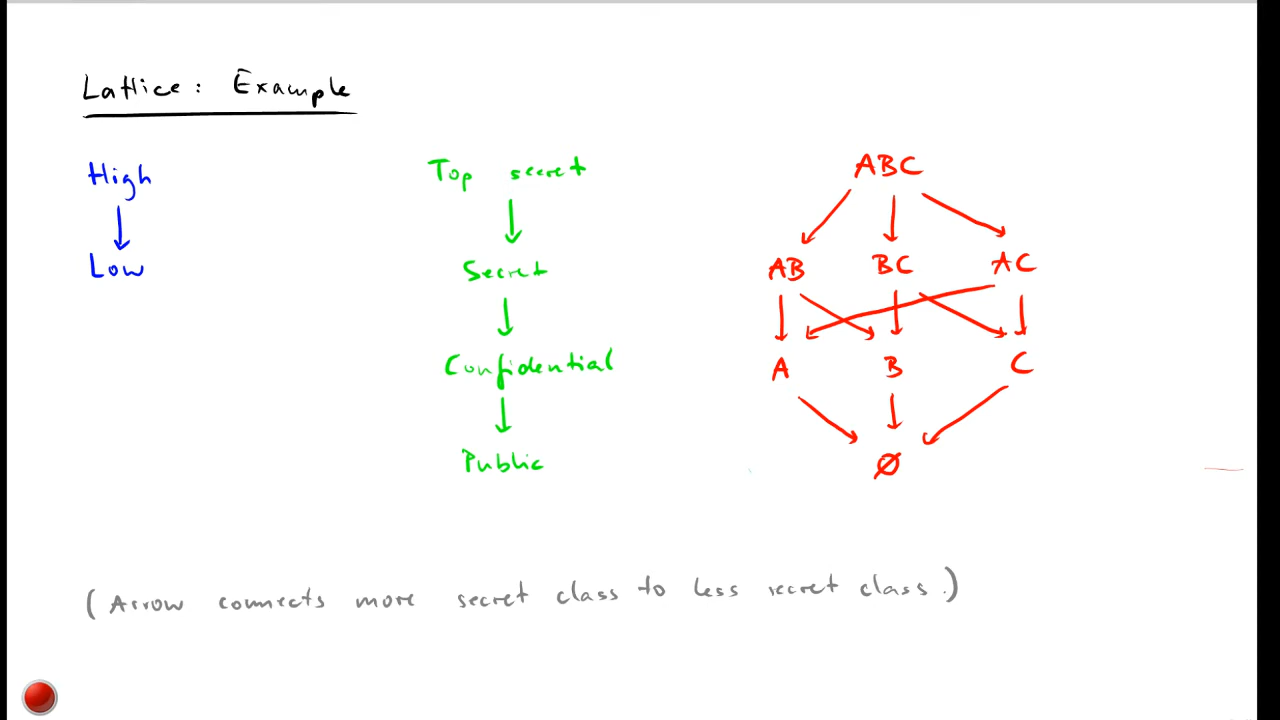 Lattice: Example
High
Low
Top secret
Secret
Confidential
Public
ABC
AB BC AC
A B C
Ø
(Arrow connects more secret class to less secret class.)